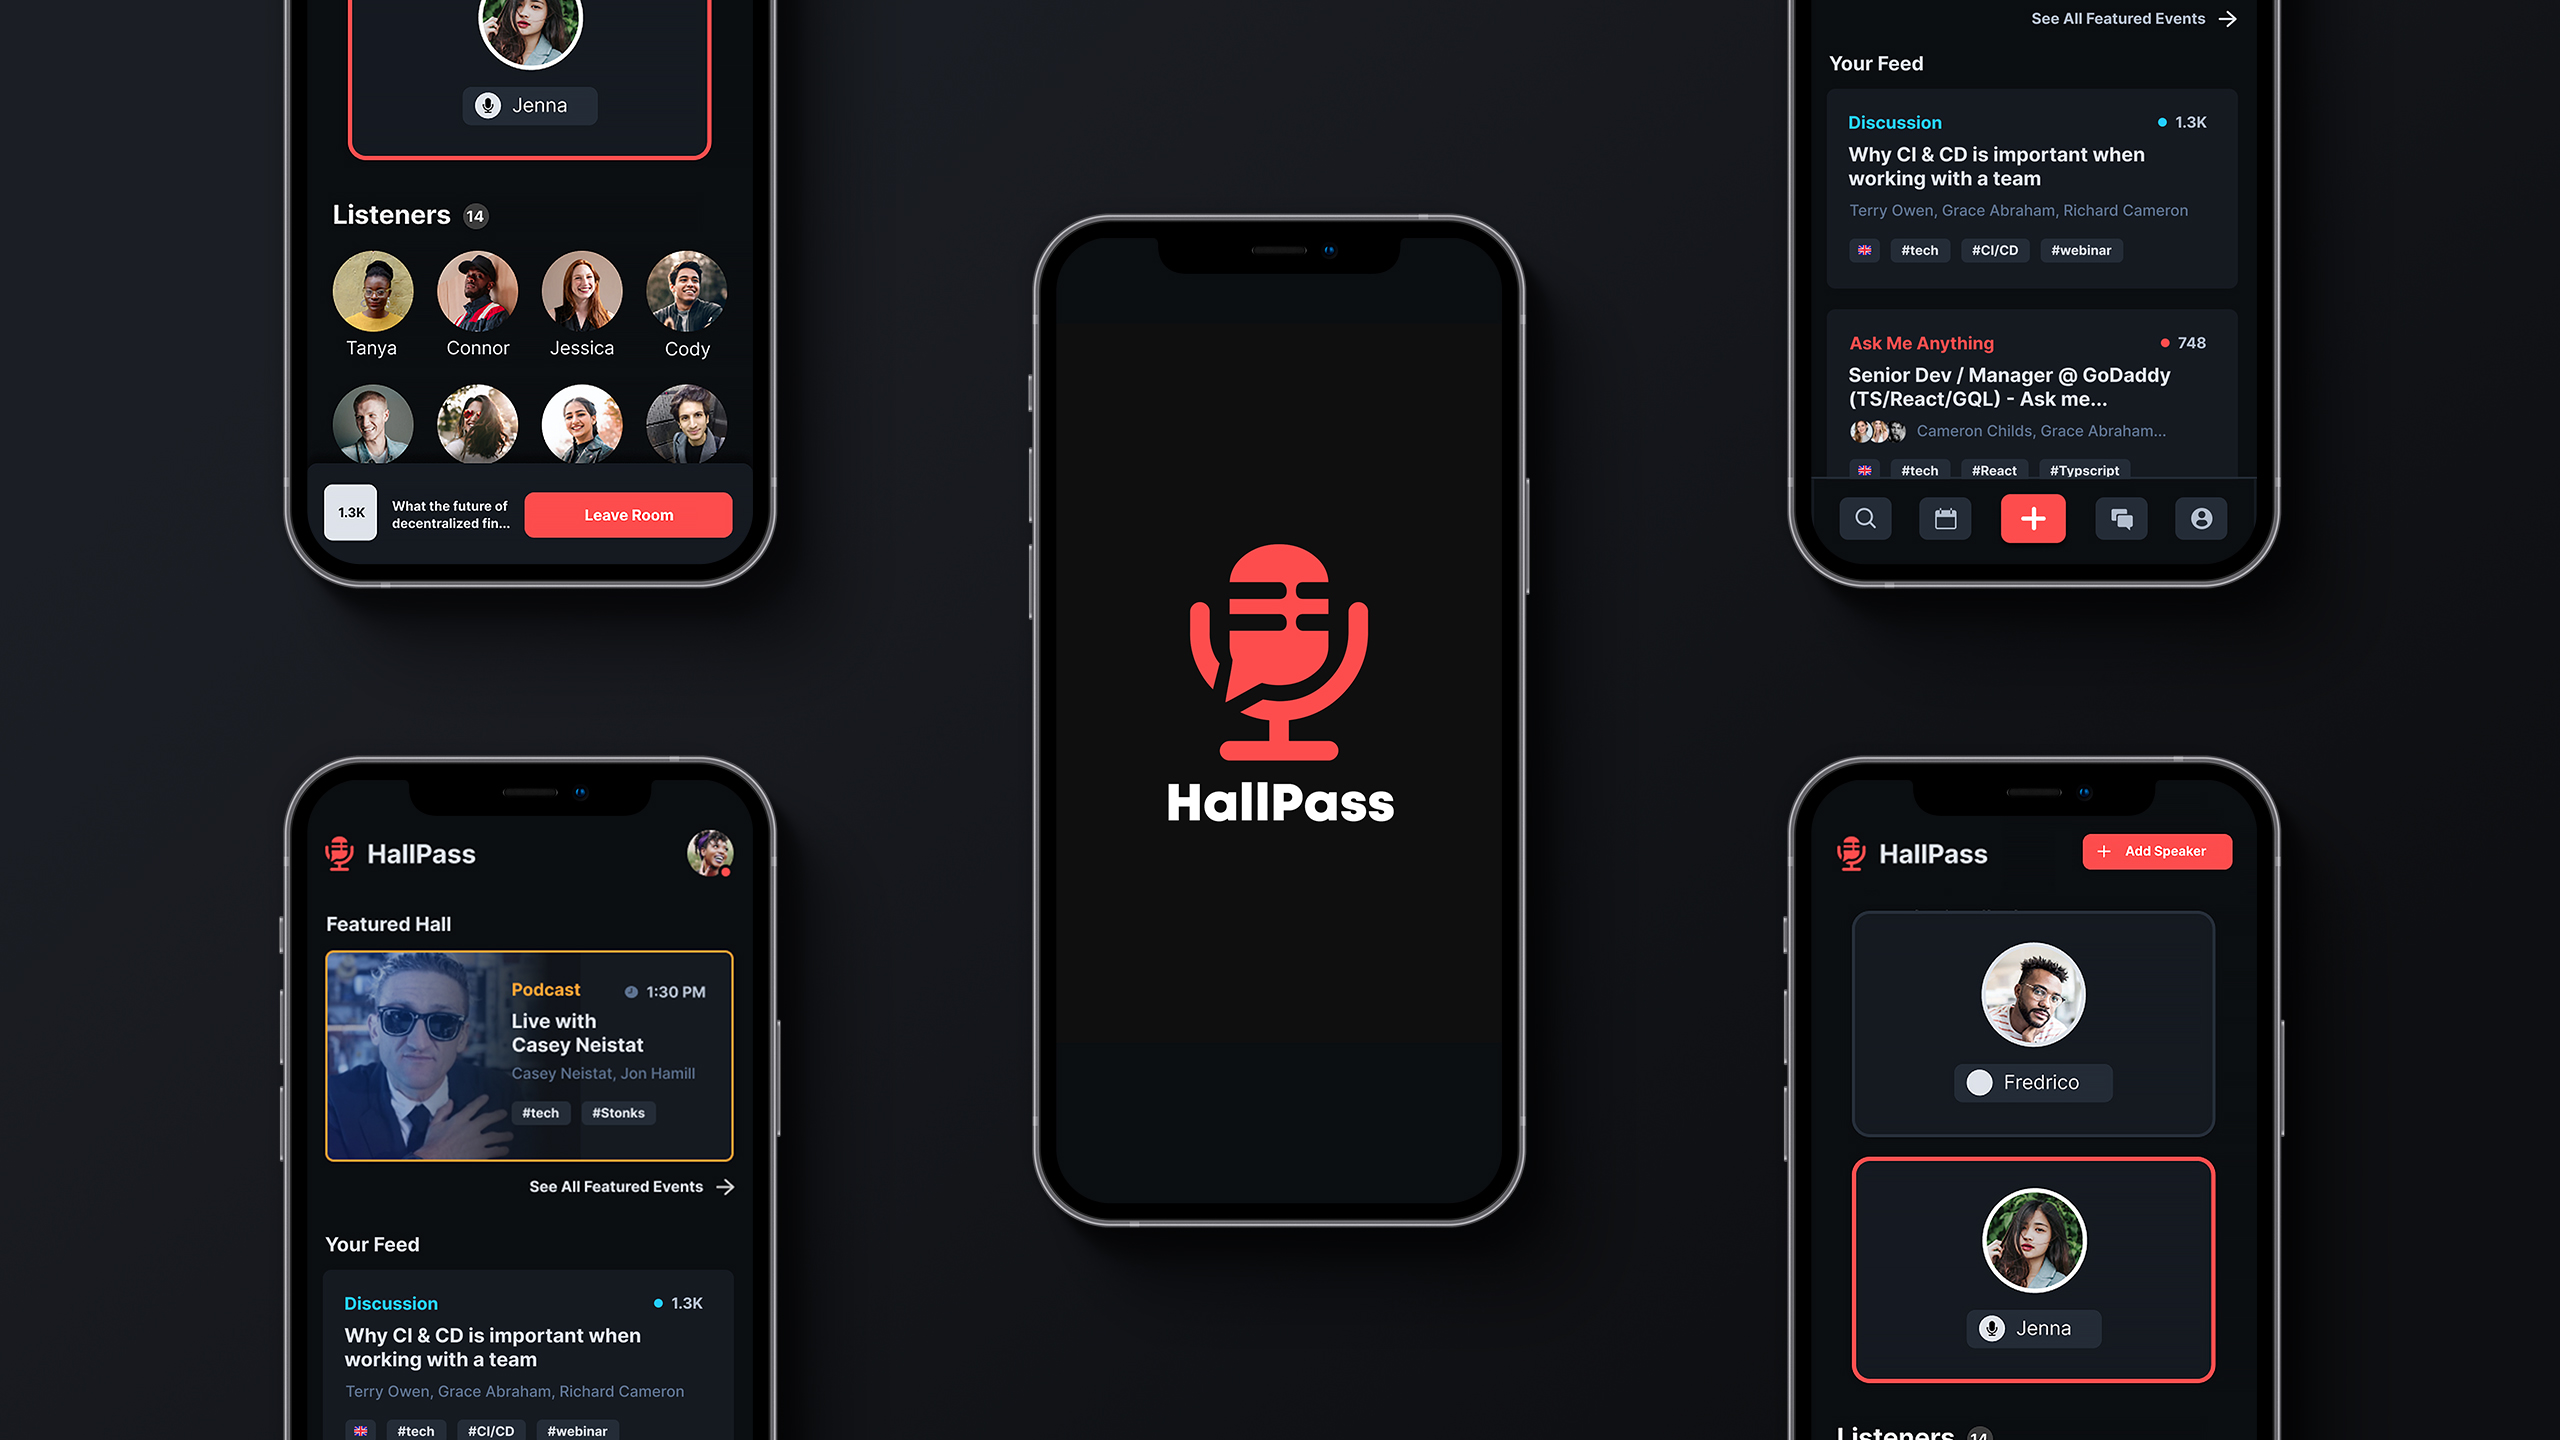 Jenna
Listeners 14
Tanya Connor Jessica Cody
1.3K
What the future of
decentralized fin...
Leave Room
HallPass
Featured Hall
Podcast 1:30 PM
Live with
Casey Neistat
Casey Neistat, Jon Hamill
#tech #Stonks
See All Featured Events
Your Feed
Discussion 1.3K
Why CI & CD is important when
working with a team
Terry Owen, Grace Abraham, Richard Cameron
#tech #CI/CD #webinar
HallPass
See All Featured Events
Your Feed
Discussion 1.3K
Why CI & CD is important when
working with a team
Terry Owen, Grace Abraham, Richard Cameron
#tech #CI/CD #webinar
Ask Me Anything 748
Senior Dev / Manager @ GoDaddy
(TS/React/GQL) - Ask me...
Cameron Childs, Grace Abraham...
#tech #React #Typscript
HallPass
Add Speaker
Fredrico
Jenna
Listeners 14